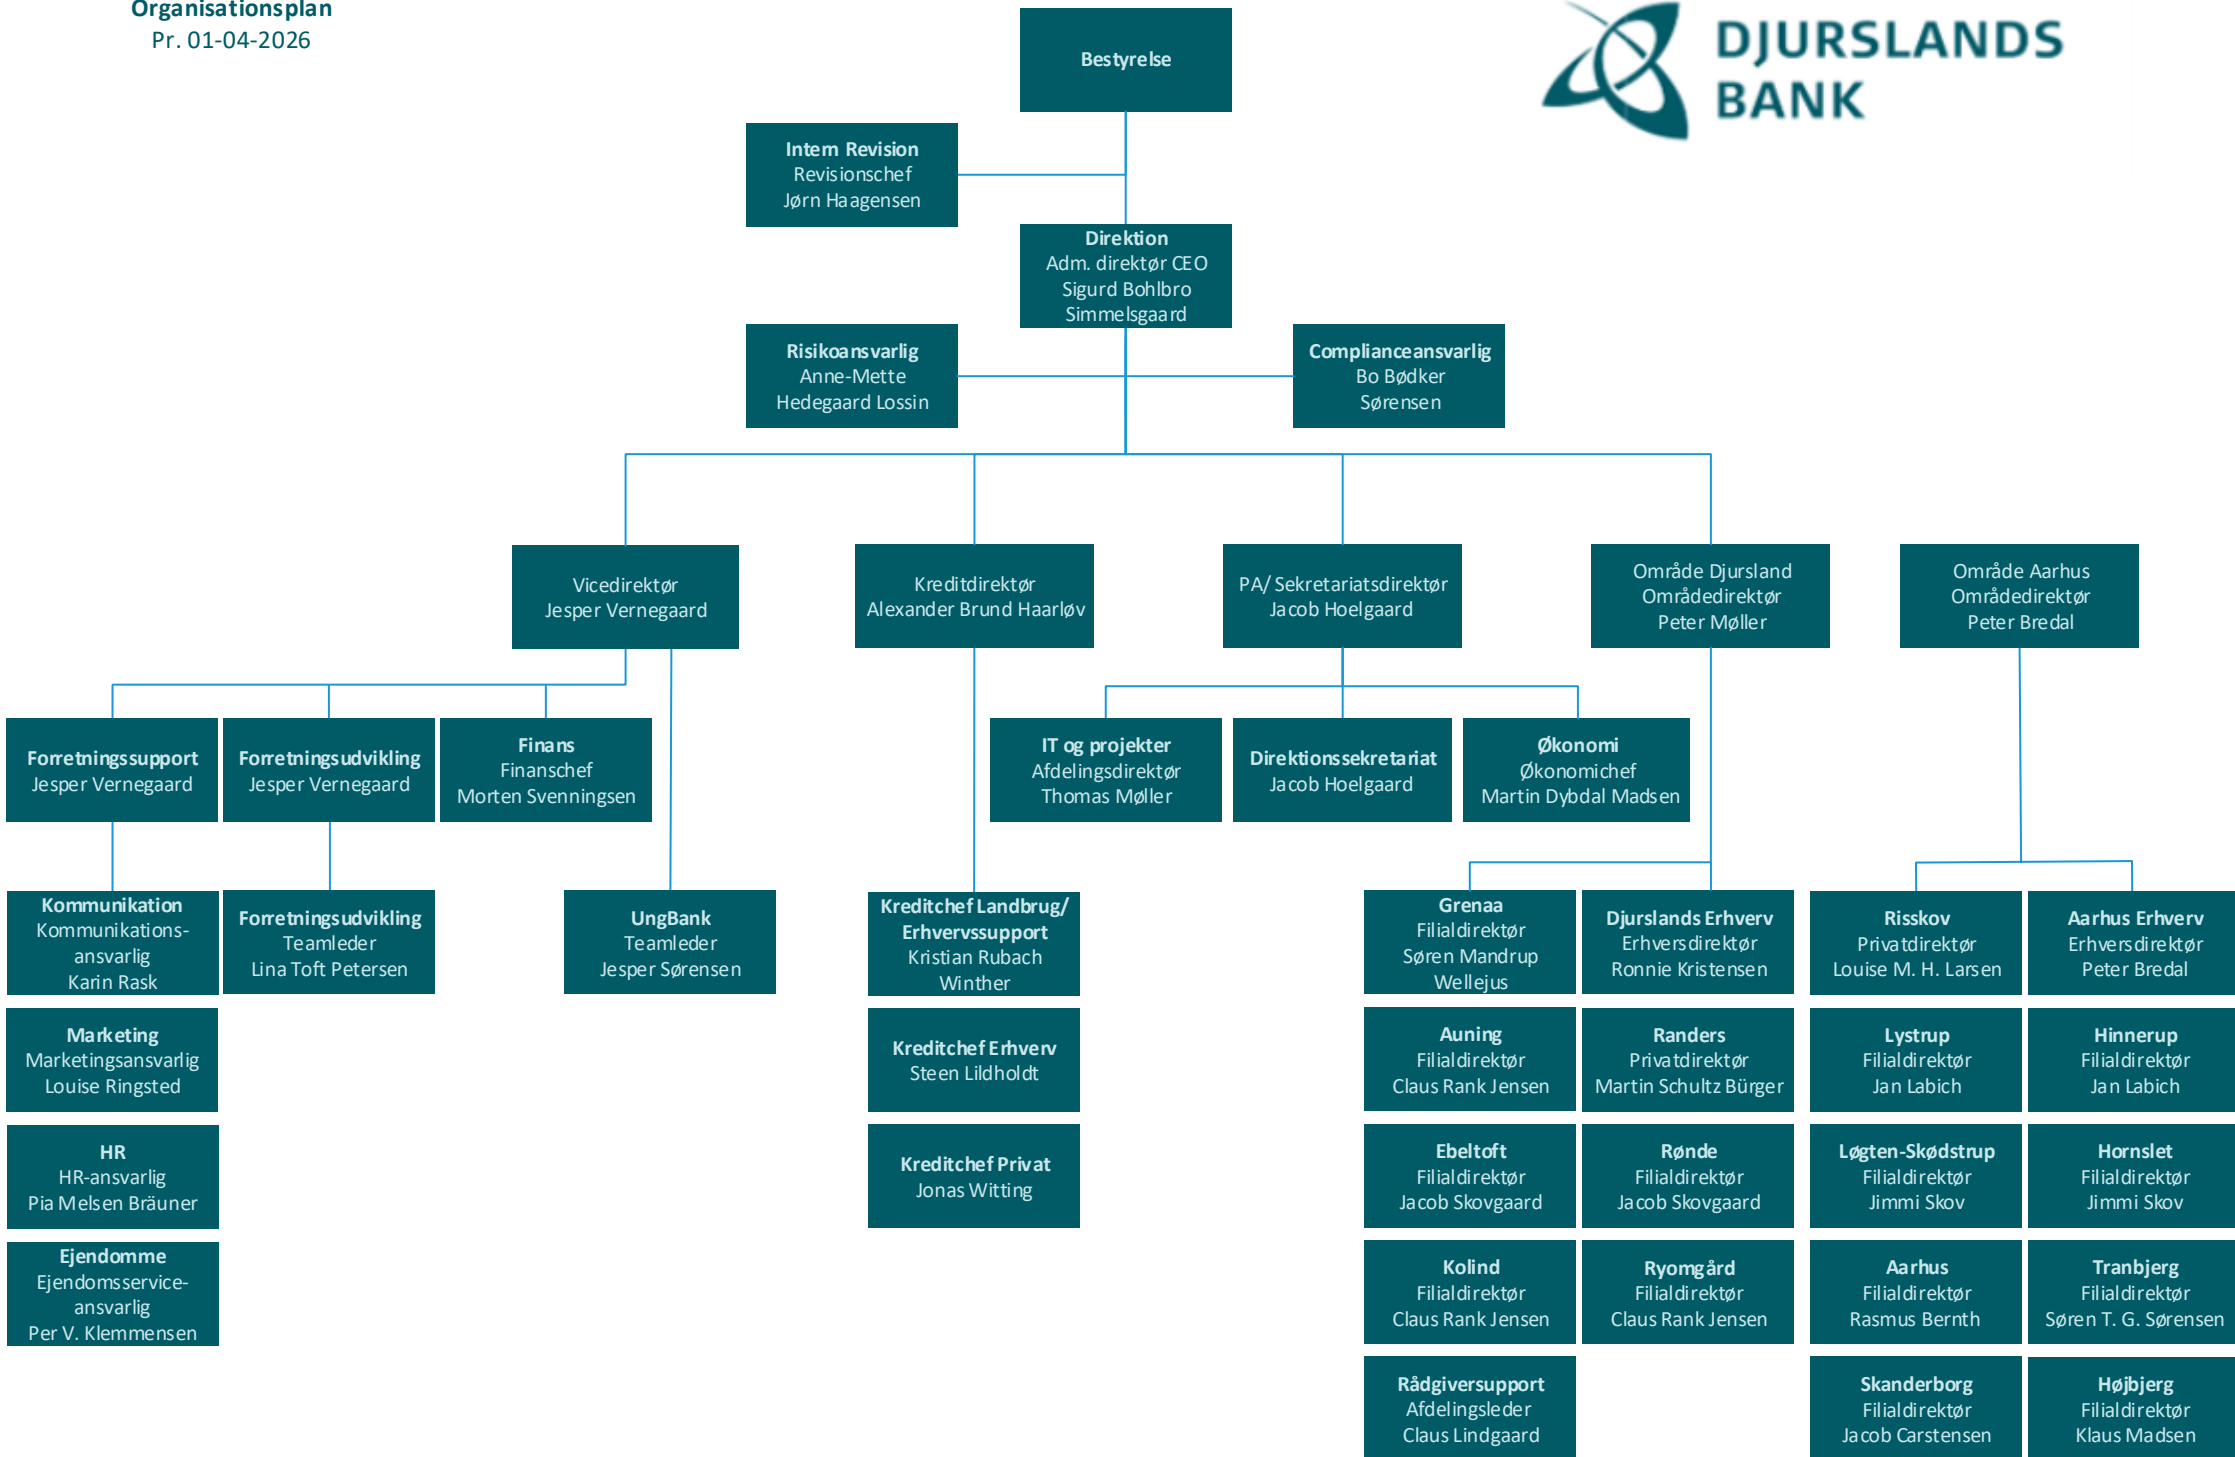 Organisationsplan
Pr. 01-04-2026
DJURSLANDS
BANK
Bestyrelse
Intern Revision
Revisionschef
Jørn Haagensen
Direktion
Adm. direktør CEO
Sigurd Bohlbro
Simmelsgaard
Risikoansvarlig
Anne-Mette
Hedegaard Lossin
Complianceansvarlig
Bo Bødker
Sørensen
Vicedirektør
Jesper Vernegaard
Kreditdirektør
Alexander Brund Haarløv
PA/ Sekretariatsdirektør
Jacob Hoelgaard
Område Djursland
Områdedirektør
Peter Møller
Område Aarhus
Områdedirektør
Peter Bredal
Forretningssupport
Jesper Vernegaard
Forretningsudvikling
Jesper Vernegaard
Finans
Finanschef
Morten Svenningsen
IT og projekter
Afdelingsdirektør
Thomas Møller
Direktionssekretariat
Jacob Hoelgaard
Økonomi
Økonomichef
Martin Dybdal Madsen
Kommunikation
Kommunikations-
ansvarlig
Karin Rask
Forretningsudvikling
Teamleder
Lina Toft Petersen
UngBank
Teamleder
Jesper Sørensen
Kreditchef Landbrug/
Erhvervssupport
Kristian Rubach
Winther
Grenaa
Filialdirektør
Søren Mandrup
Wellejus
Djurslands Erhverv
Erhversdirektør
Ronnie Kristensen
Risskov
Privatdirektør
Louise M. H. Larsen
Aarhus Erhverv
Erhversdirektør
Peter Bredal
Marketing
Marketingsansvarlig
Louise Ringsted
Kreditchef Erhverv
Steen Lildholdt
Auning
Filialdirektør
Claus Rank Jensen
Randers
Privatdirektør
Martin Schultz Bürger
Lystrup
Filialdirektør
Jan Labich
Hinnerup
Filialdirektør
Jan Labich
HR
HR-ansvarlig
Pia Melsen Bräuner
Kreditchef Privat
Jonas Witting
Ebeltoft
Filialdirektør
Jacob Skovgaard
Rønde
Filialdirektør
Jacob Skovgaard
Løgten-Skødstrup
Filialdirektør
Jimmi Skov
Hornslet
Filialdirektør
Jimmi Skov
Ejendomme
Ejendomsservice-
ansvarlig
Per V. Klemmensen
Kolind
Filialdirektør
Claus Rank Jensen
Ryomgård
Filialdirektør
Claus Rank Jensen
Aarhus
Filialdirektør
Rasmus Bernth
Tranbjerg
Filialdirektør
Søren T. G. Sørensen
Rådgiversupport
Afdelingsleder
Claus Lindgaard
Skanderborg
Filialdirektør
Jacob Carstensen
Højbjerg
Filialdirektør
Klaus Madsen